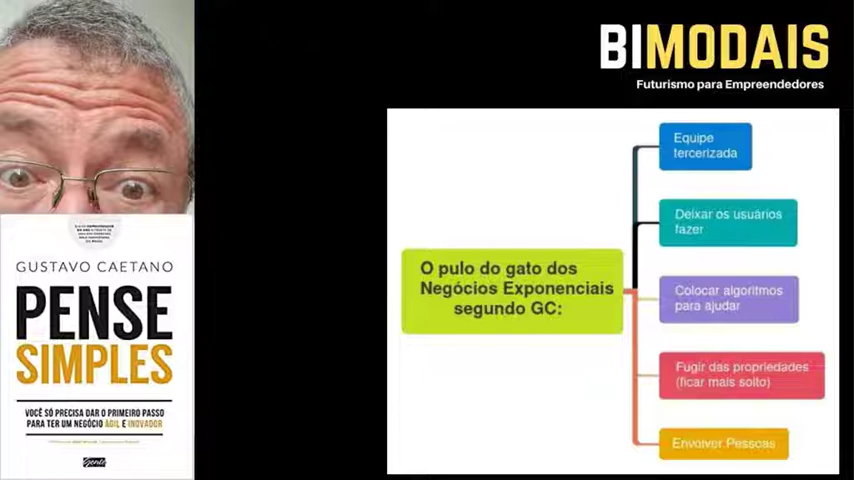 BIMODAIS
Futurismo para Empreendedores
GUSTAVO CAETANO
PENSE
SIMPLES
VOCÊ SÓ PRECISA DAR O PRIMEIRO PASSO
PARA TER UM NEGÓCIO ÁGIL E INOVADOR
Gente
O pulo do gato dos
Negócios Exponenciais
segundo GC:
Equipe
tercerizada
Deixar os usuários
fazer
Colocar algoritmos
para ajudar
Fugir das propriedades
(ficar mais solto)
Envolver Pessoas